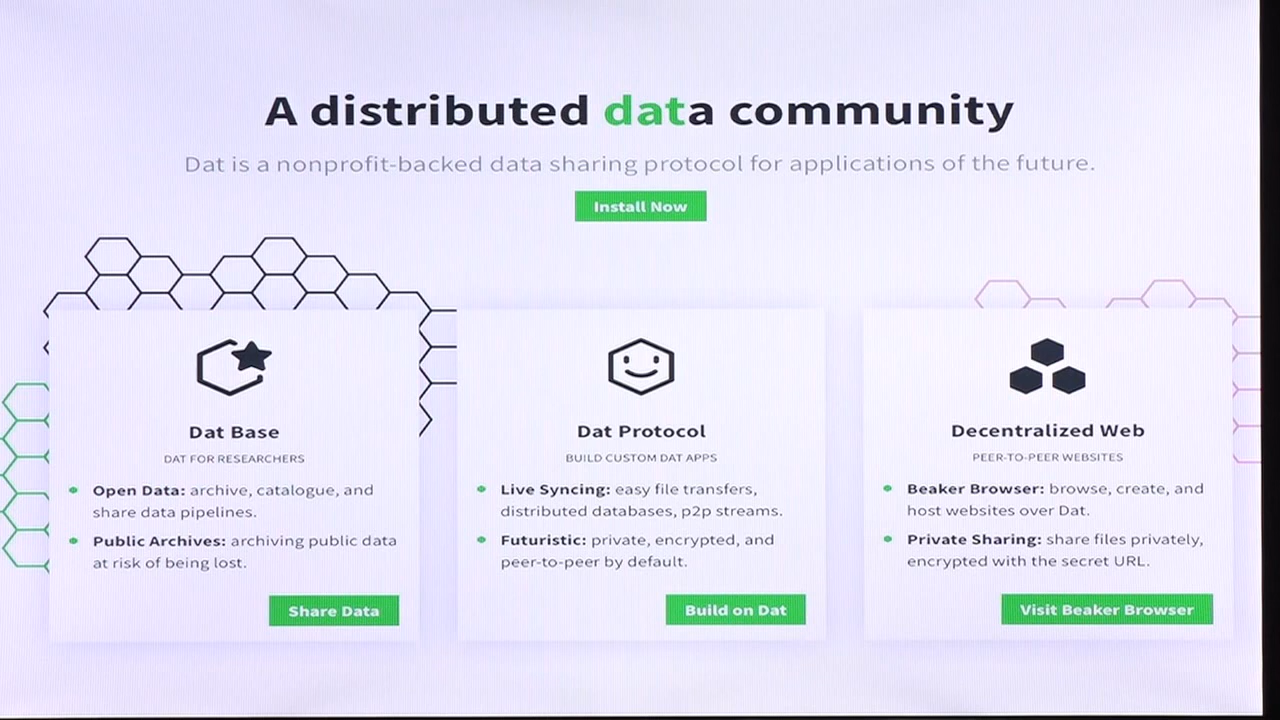 A distributed data community
Dat is a nonprofit-backed data sharing protocol for applications of the future.
Install Now
Dat Base
DAT FOR RESEARCHERS
Open Data: archive, catalogue, and
share data pipelines.
Public Archives: archiving public data
at risk of being lost.
Share Data
Dat Protocol
BUILD CUSTOM DAT APPS
Live Syncing: easy file transfers,
distributed databases, p2p streams.
Futuristic: private, encrypted, and
peer-to-peer by default.
Build on Dat
Decentralized Web
PEER-TO-PEER WEBSITES
Beaker Browser: browse, create, and
host websites over Dat.
Private Sharing: share files privately,
encrypted with the secret URL.
Visit Beaker Browser